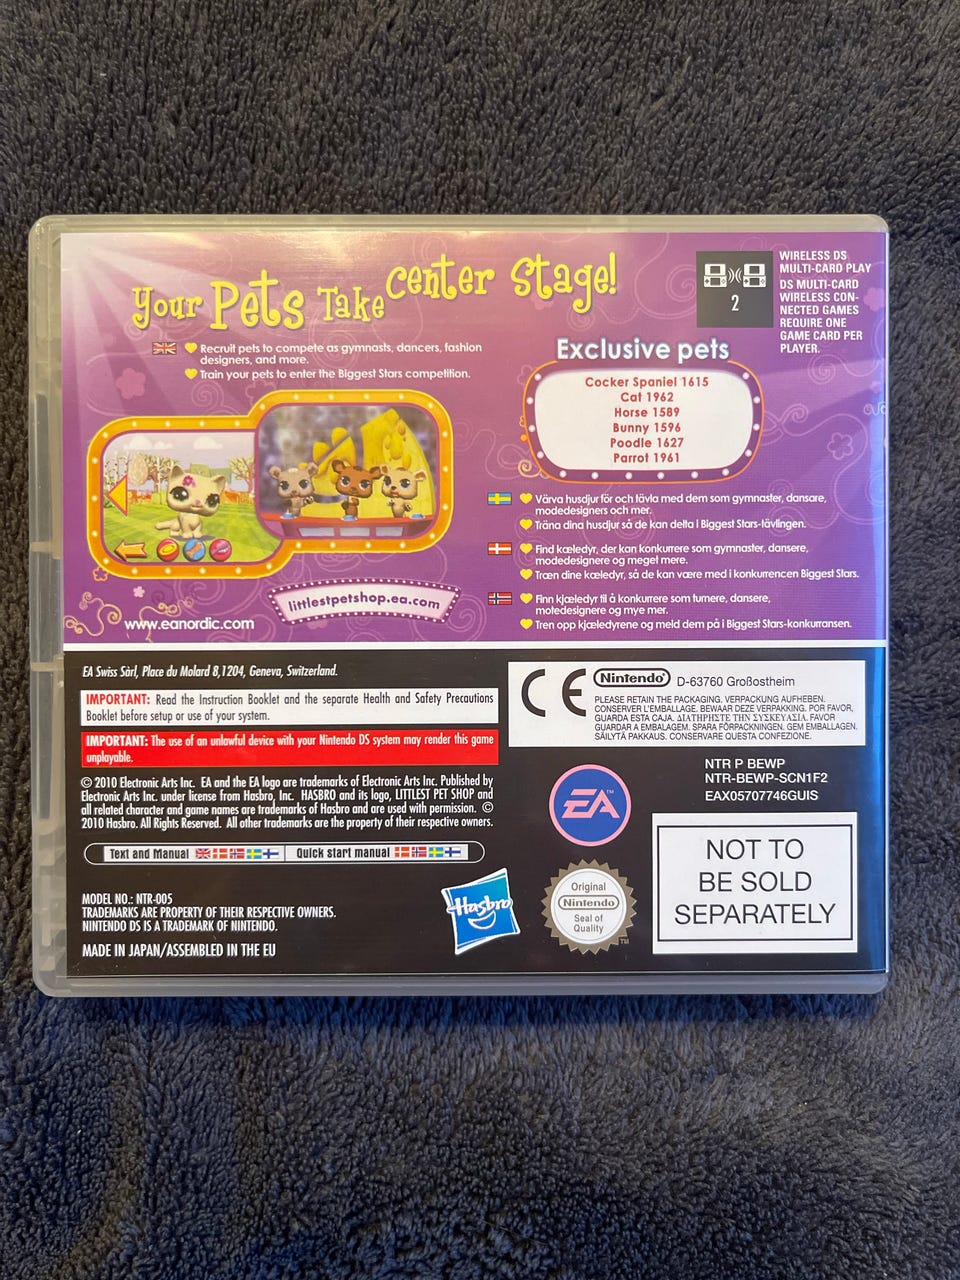 Your Pets Take center Stage!
Recruit pets to compete as gymnasts, dancers, fashion
designers, and more.
Train your pets to enter the Biggest Stars competition.
2
WIRELESS DS
MULTI-CARD PLAY
DS MULTI-CARD
WIRELESS CON-
NECTED GAMES
REQUIRE ONE
GAME CARD PER
PLAYER.
Exclusive pets
Cocker Spaniel 1615
Cat 1962
Horse 1589
Bunny 1596
Poodle 1627
Parrot 1961
Värva husdjur för och tävla med dem som gymnaster, dansare,
modedesigners och mer.
Träna dina husdjur så de kan delta i Biggest Stars-tävlingen.
Find kæledyr, der kan konkurrere som gymnaster, dansere,
modedesignere og meget mere.
Træn dine kæledyr, så de kan være med i konkurrencen Biggest Stars.
Finn kjæledyr til å konkurrere som turnere, dansere,
motedesignere og mye mer.
Tren opp kjæledyrene og meld dem på i Biggest Stars-konkurransen.
littlestpetshop.ea.com
www.eanordic.com
EA Swiss Sàrl, Place du Molard 8,1204, Geneva, Switzerland.
IMPORTANT: Read the Instruction Booklet and the separate Health and Safety Precautions
Booklet before setup or use of your system.
IMPORTANT: The use of an unlawful device with your Nintendo DS system may render this game
unplayable.
© 2010 Electronic Arts Inc. EA and the EA logo are trademarks of Electronic Arts Inc. Published by
Electronic Arts Inc. under license from Hasbro, Inc. HASBRO and its logo, LITTLEST PET SHOP and
all related character and game names are trademarks of Hasbro and are used with permission. ©
2010 Hasbro. All Rights Reserved. All other trademarks are the property of their respective owners.
Text and Manual
Quick start manual
MODEL NO.: NTR-005
TRADEMARKS ARE PROPERTY OF THEIR RESPECTIVE OWNERS.
NINTENDO DS IS A TRADEMARK OF NINTENDO.
MADE IN JAPAN/ASSEMBLED IN THE EU
CE
Nintendo® D-63760 Großostheim
PLEASE RETAIN THE PACKAGING. VERPACKUNG AUFHEBEN.
CONSERVER L'EMBALLAGE. BEWAAR DEZE VERPAKKING. POR FAVOR,
GUARDA ESTA CAJA. ΔΙΑΤΗΡΗΣΤΕ ΤΗΝ ΣΥΣΚΕΥΑΣΙΑ. FAVOR
GUARDAR A EMBALAGEM. SPARA FÖRPACKNINGEN. GEM EMBALLAGEN.
SÄILYTÄ PAKKAUS. CONSERVARE QUESTA CONFEZIONE.
NTR P BEWP
NTR-BEWP-SCN1F2
EAX05707746GUIS
EA™
NOT TO
BE SOLD
SEPARATELY
Hasbro
Original
Nintendo
Seal of
Quality
TM